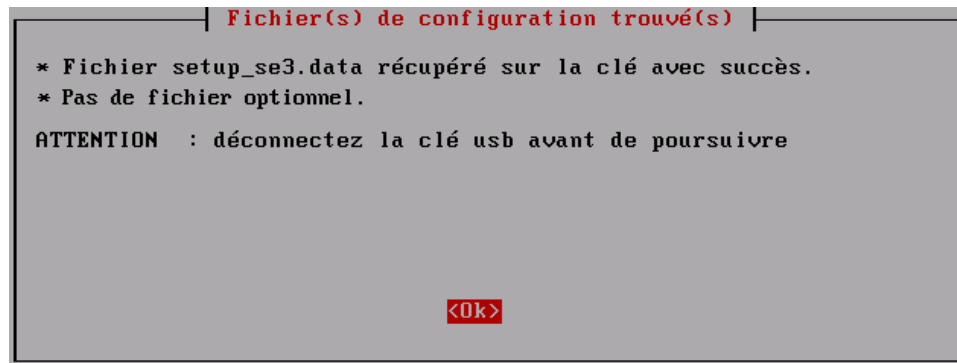 Fichier(s) de configuration trouvé(s)
* Fichier setup_se3.data récupéré sur la clé avec succès.
* Pas de fichier optionnel.
ATTENTION : déconnectez la clé usb avant de poursuivre
<Ok>